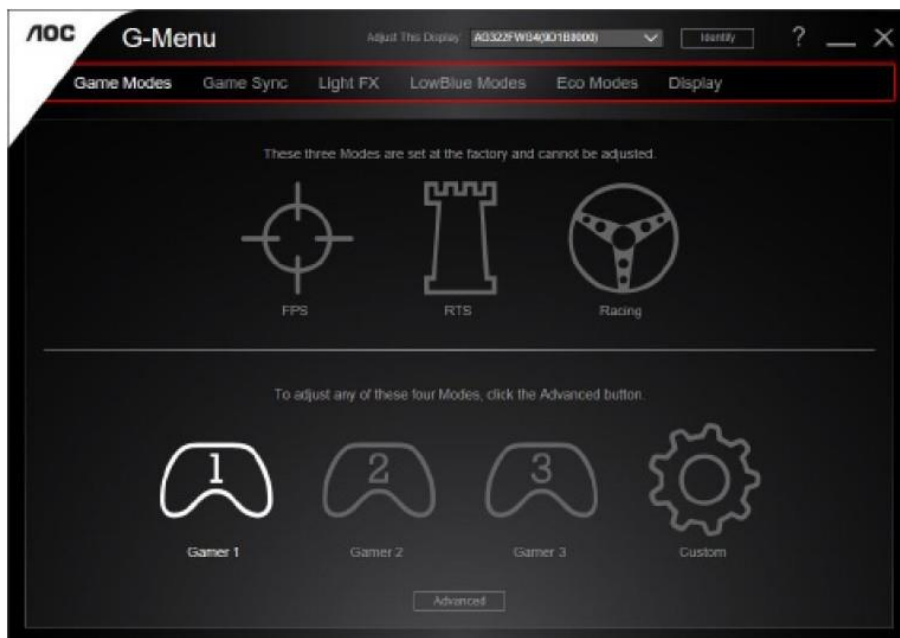 AOC G-Menu Adjust This Display AG322FWG4(9D1B0000) Identify ?
Game Modes Game Sync Light FX LowBlue Modes Eco Modes Display
These three Modes are set at the factory and cannot be adjusted.
FPS RTS Racing
To adjust any of these four Modes, click the Advanced button.
1 2 3
Gamer 1 Gamer 2 Gamer 3 Custom
Advanced